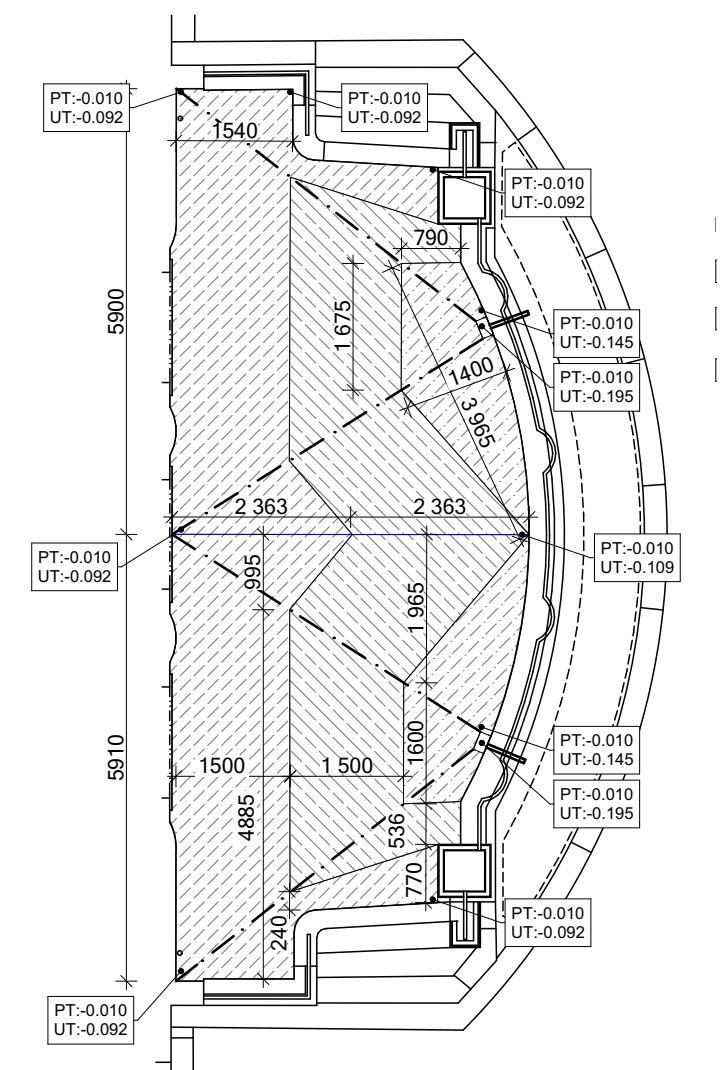 PT:-0.010
UT:-0.092
PT:-0.010
UT:-0.092
1540
PT:-0.010
UT:-0.092
790
5900
1 675
PT:-0.010
UT:-0.145
1400
PT:-0.010
UT:-0.195
3 965
2 363
2 363
PT:-0.010
UT:-0.092
PT:-0.010
UT:-0.109
995
1 965
5910
PT:-0.010
UT:-0.145
1600
1500
1 500
PT:-0.010
UT:-0.195
4885
536
770
240
PT:-0.010
UT:-0.092
PT:-0.010
UT:-0.092